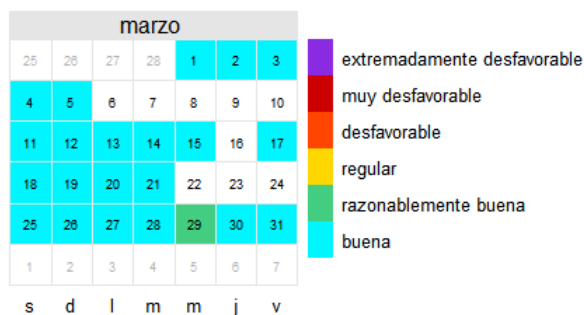 marzo
25 26 27 28 1 2 3
4 5 6 7 8 9 10
11 12 13 14 15 16 17
18 19 20 21 22 23 24
25 26 27 28 29 30 31
1 2 3 4 5 6 7
s d l m m j v
extremadamente desfavorable
muy desfavorable
desfavorable
regular
razonablemente buena
buena